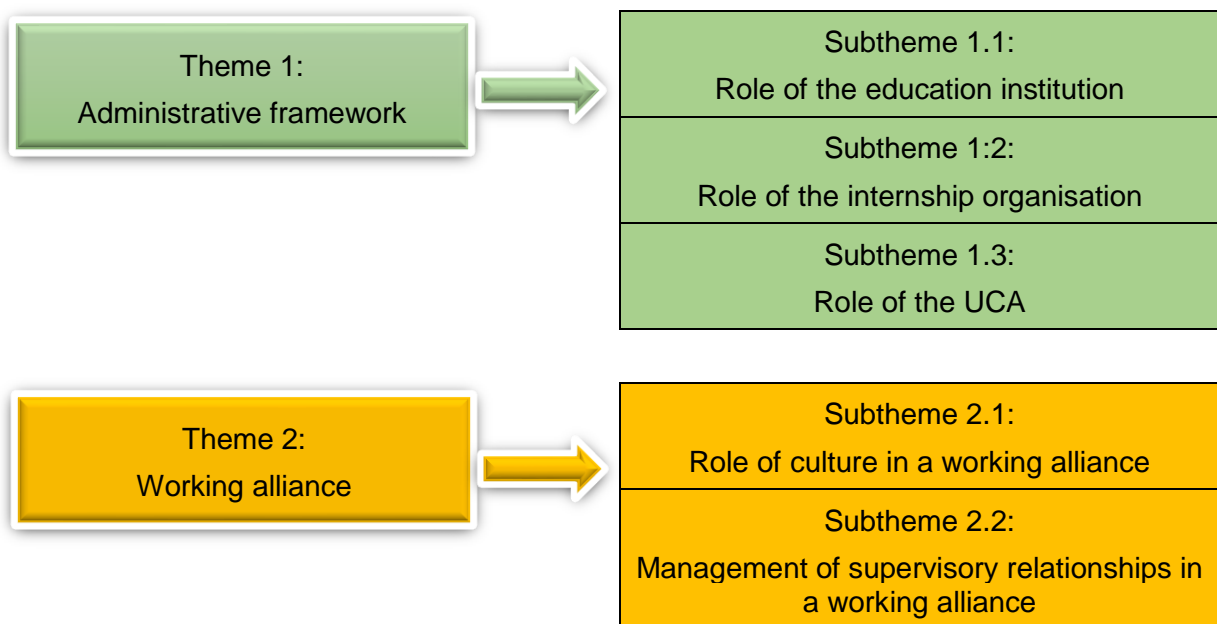 Theme 1:
Administrative framework
Subtheme 1.1:
Role of the education institution
Subtheme 1:2:
Role of the internship organisation
Subtheme 1.3:
Role of the UCA
Theme 2:
Working alliance
Subtheme 2.1:
Role of culture in a working alliance
Subtheme 2.2:
Management of supervisory relationships in
a working alliance